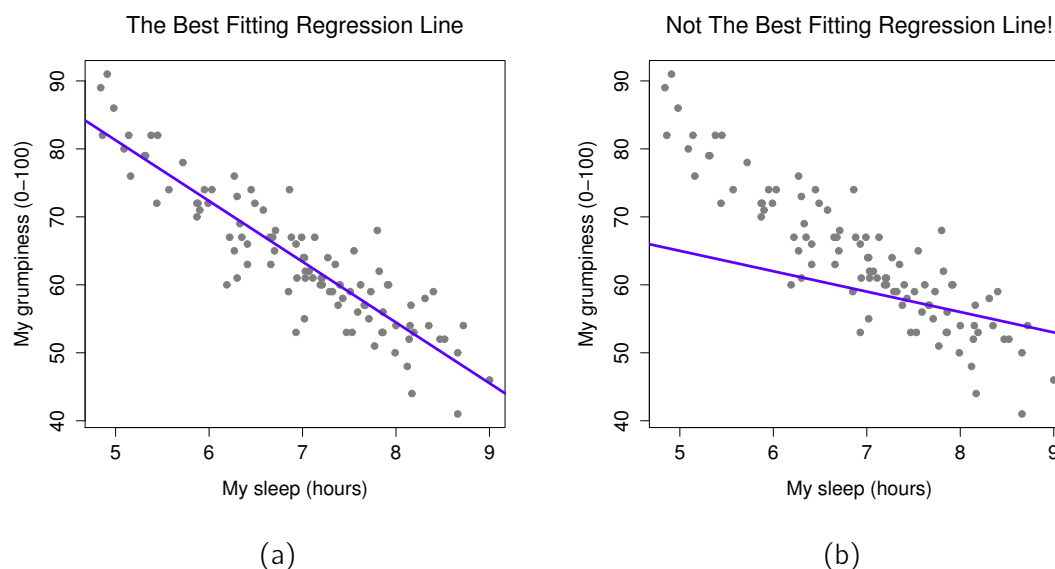 The Best Fitting Regression Line
90
80
70
60
50
40
My grumpiness (0−100)
5 6 7 8 9
My sleep (hours)
(a)
Not The Best Fitting Regression Line!
90
80
70
60
50
40
My grumpiness (0−100)
5 6 7 8 9
My sleep (hours)
(b)